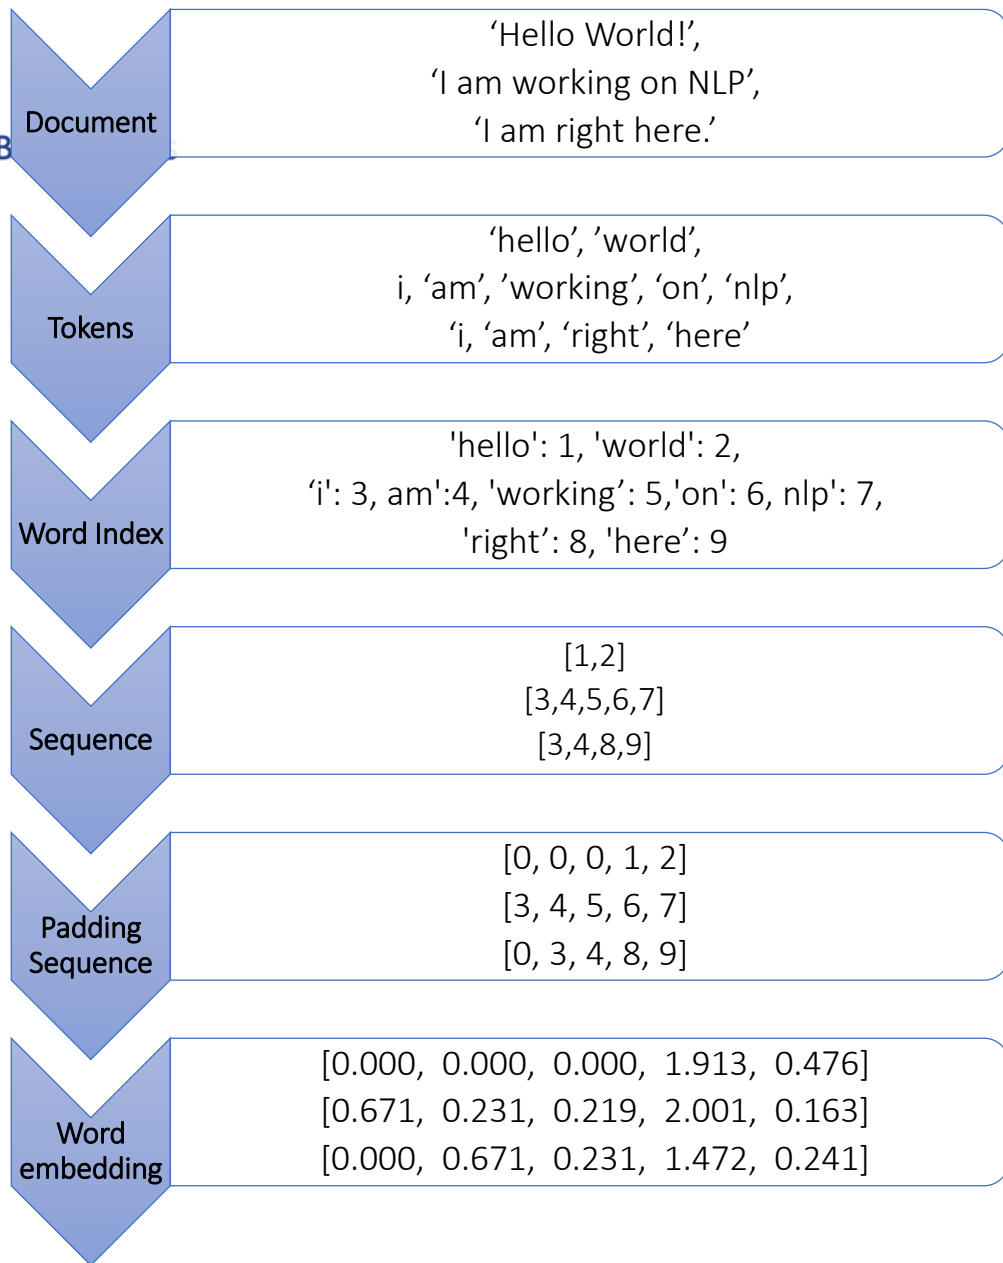 Document
‘Hello World!’,
‘I am working on NLP’,
‘I am right here.’
Tokens
‘hello’, ’world’,
i, ‘am’, ’working’, ‘on’, ‘nlp’,
‘i, ‘am’, ‘right’, ‘here’
Word Index
'hello': 1, 'world': 2,
‘i': 3, am':4, 'working’: 5,'on': 6, nlp': 7,
'right’: 8, 'here’: 9
Sequence
[1,2]
[3,4,5,6,7]
[3,4,8,9]
Padding
Sequence
[0, 0, 0, 1, 2]
[3, 4, 5, 6, 7]
[0, 3, 4, 8, 9]
Word
embedding
[0.000, 0.000, 0.000, 1.913, 0.476]
[0.671, 0.231, 0.219, 2.001, 0.163]
[0.000, 0.671, 0.231, 1.472, 0.241]